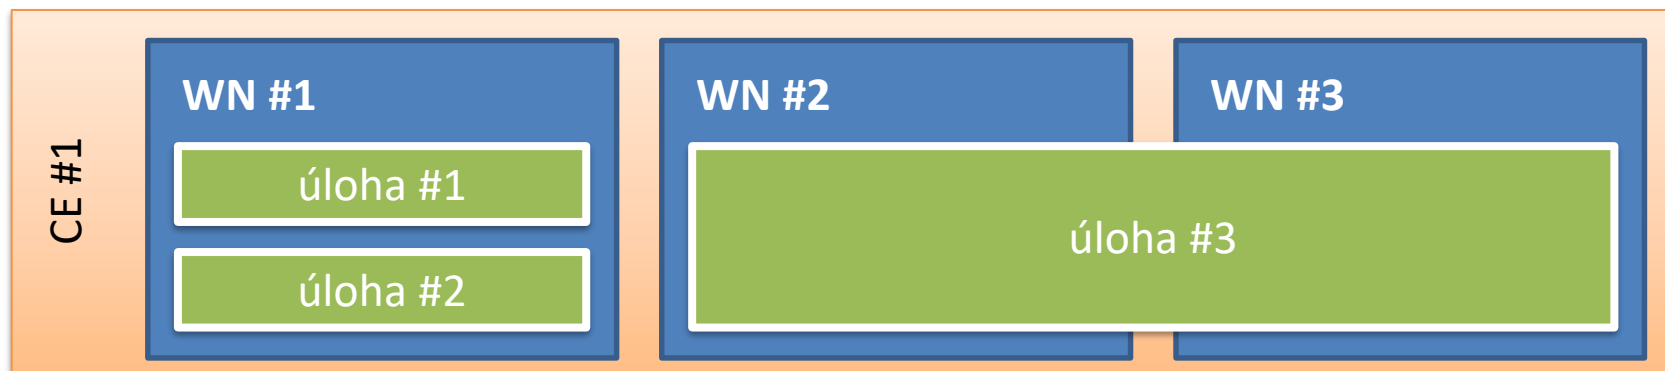 CE #1
WN #1
úloha #1
úloha #2
WN #2
WN #3
úloha #3